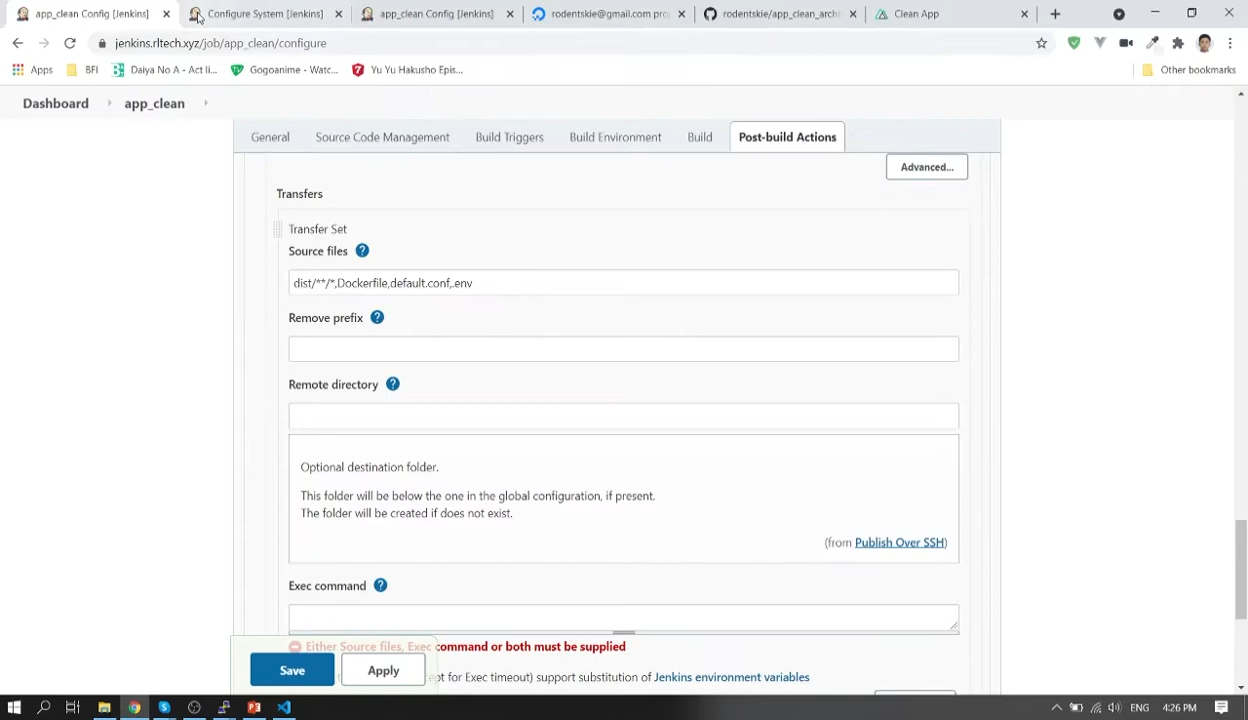 app_clean Config [Jenkins]
Configure System [Jenkins]
app_clean Config [Jenkins]
rodentskie@gmail.com pro
rodentskie/app_clean_archi
Clean App
jenkins.rltech.xyz/job/app_clean/configure
Apps
BFI
Daiya No A - Act Ii...
Gogoanime - Watc...
Yu Yu Hakusho Epis...
Other bookmarks
Dashboard
app_clean
General
Source Code Management
Build Triggers
Build Environment
Build
Post-build Actions
Advanced...
Transfers
Transfer Set
Source files
dist/**/*,Dockerfile,default.conf,.env
Remove prefix
Remote directory
Optional destination folder.
This folder will be below the one in the global configuration, if present.
The folder will be created if does not exist.
(from Publish Over SSH)
Exec command
Either Source files, Exec command or both must be supplied
Save
Apply
ept for Exec timeout) support substitution of Jenkins environment variables
ENG
4:26 PM